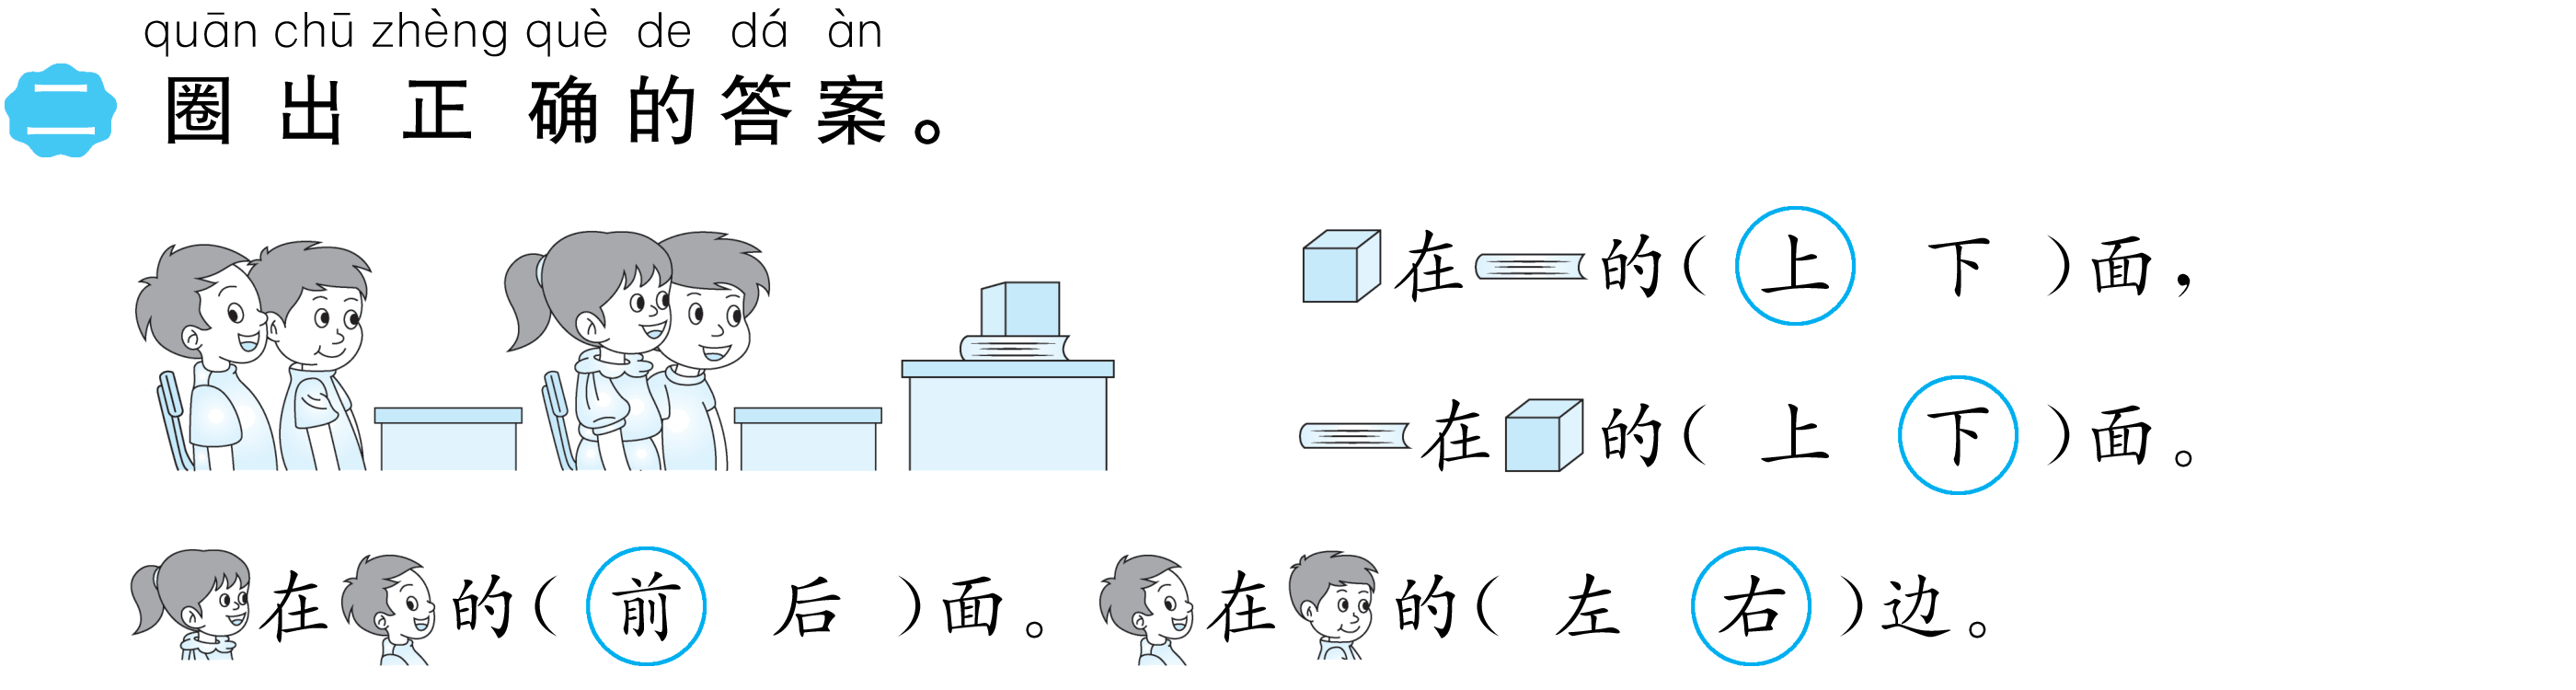 quān chū zhèng què de dá àn
二 圈出正确的答案。
在的(上 下)面，
在的(上 下)面。
在的(前 后)面。在的(左 右)边。